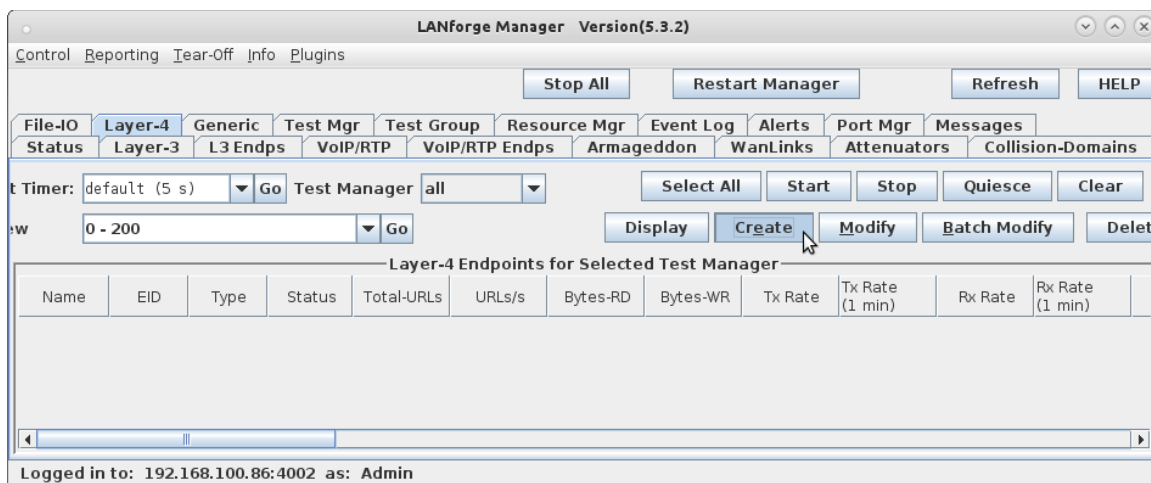 LANforge Manager Version(5.3.2)
Control Reporting Tear-Off Info Plugins
Stop All Restart Manager Refresh HELP
File-IO Layer-4 Generic Test Mgr Test Group Resource Mgr Event Log Alerts Port Mgr Messages
Status Layer-3 L3 Endps VoIP/RTP VoIP/RTP Endps Armageddon WanLinks Attenuators Collision-Domains
t Timer: default (5 s) Go Test Manager all Select All Start Stop Quiesce Clear
ew 0 - 200 Go Display Create Modify Batch Modify Delet
Layer-4 Endpoints for Selected Test Manager
Name EID Type Status Total-URLs URLs/s Bytes-RD Bytes-WR Tx Rate Tx Rate (1 min) Rx Rate Rx Rate (1 min)
Logged in to: 192.168.100.86:4002 as: Admin